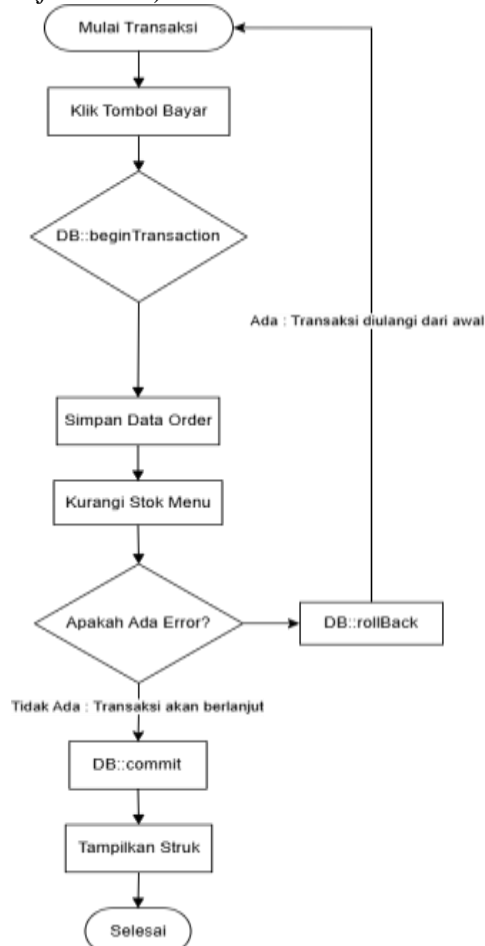 Mulai Transaksi
Klik Tombol Bayar
DB::beginTransaction
Ada : Transaksi diulangi dari awal
Simpan Data Order
Kurangi Stok Menu
Apakah Ada Error?
DB::rollBack
Tidak Ada : Transaksi akan berlanjut
DB::commit
Tampilkan Struk
Selesai